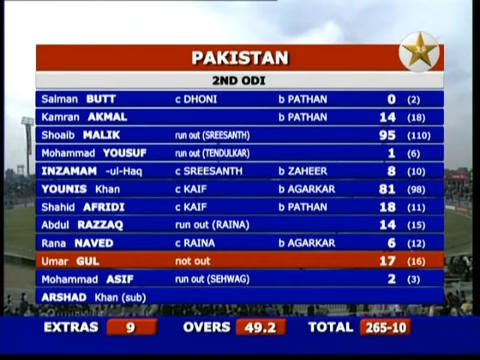 PAKISTAN
2ND ODI
Salman BUTT c DHONI b PATHAN 0 (2)
Kamran AKMAL b PATHAN 14 (18)
Shoaib MALIK run out (SREESANTH) 95 (110)
Mohammad YOUSUF run out (TENDULKAR) 1 (6)
INZAMAM -ul-Haq c SREESANTH b ZAHEER 8 (10)
YOUNIS Khan c KAIF b AGARKAR 81 (98)
Shahid AFRIDI c KAIF b PATHAN 18 (11)
Abdul RAZZAQ run out (RAINA) 14 (15)
Rana NAVED c RAINA b AGARKAR 6 (12)
Umar GUL not out 17 (16)
Mohammad ASIF run out (SEHWAG) 2 (3)
ARSHAD Khan (sub)
EXTRAS 9 OVERS 49.2 TOTAL 265-10